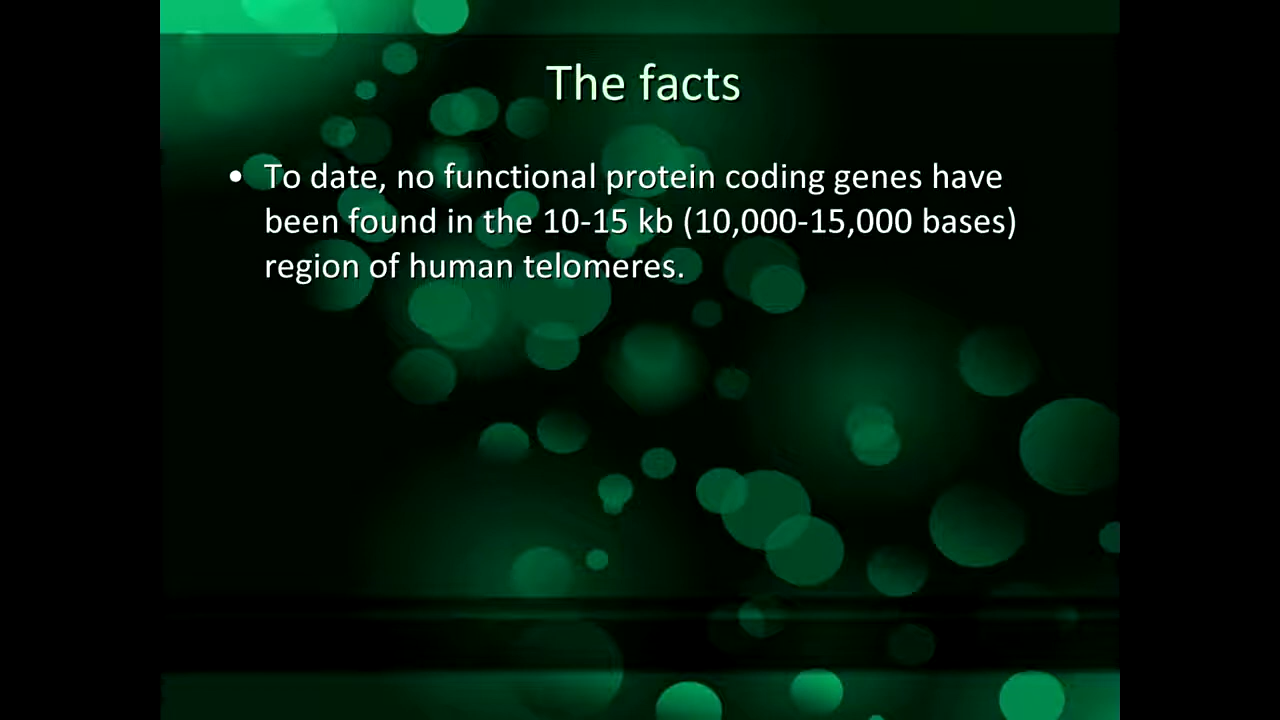 The facts
• To date, no functional protein coding genes have
been found in the 10-15 kb (10,000-15,000 bases)
region of human telomeres.